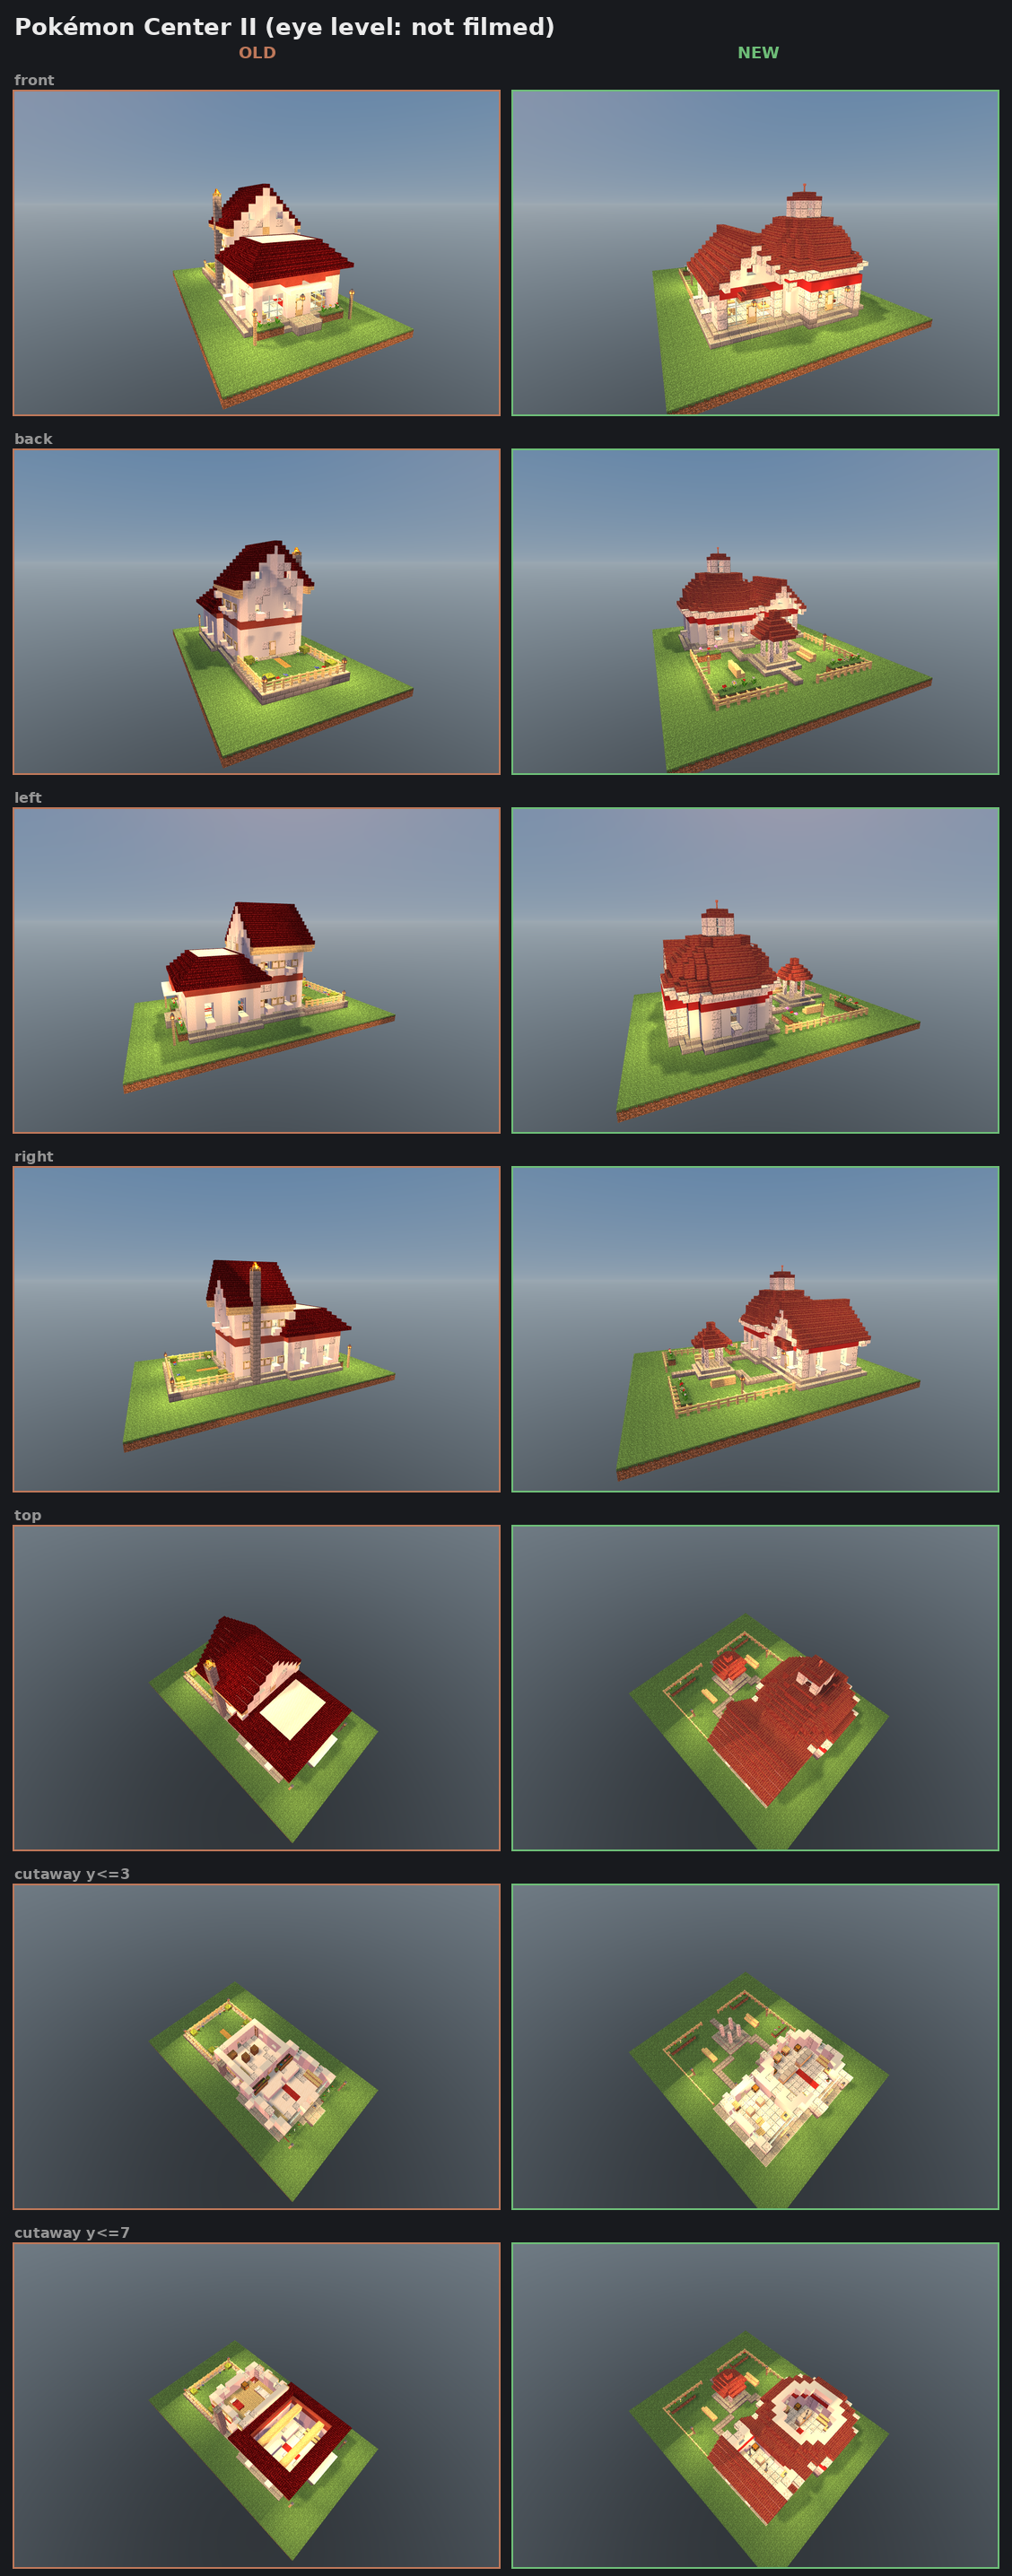 Pokémon Center II (eye level: not filmed)
OLD NEW
front
back
left
right
top
cutaway y<=3
cutaway y<=7